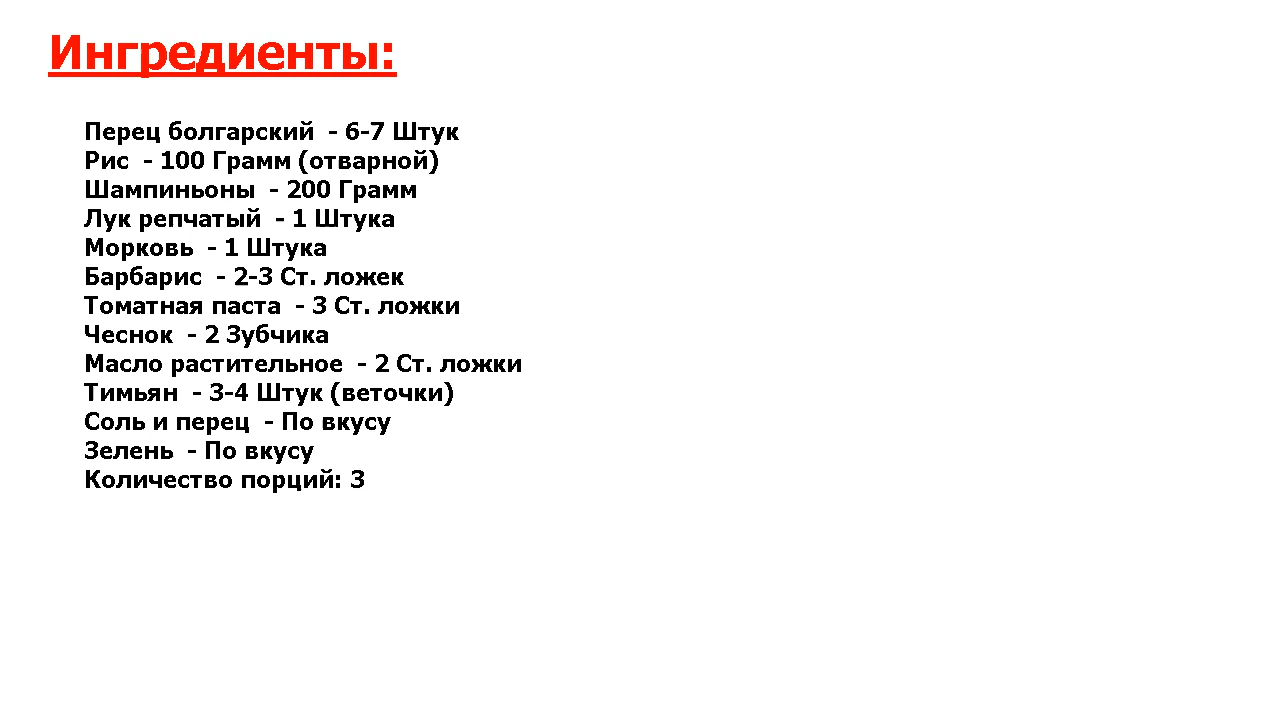 Ингредиенты:
Перец болгарский - 6-7 Штук
Рис - 100 Грамм (отварной)
Шампиньоны - 200 Грамм
Лук репчатый - 1 Штука
Морковь - 1 Штука
Барбарис - 2-3 Ст. ложек
Томатная паста - 3 Ст. ложки
Чеснок - 2 Зубчика
Масло растительное - 2 Ст. ложки
Тимьян - 3-4 Штук (веточки)
Соль и перец - По вкусу
Зелень - По вкусу
Количество порций: 3